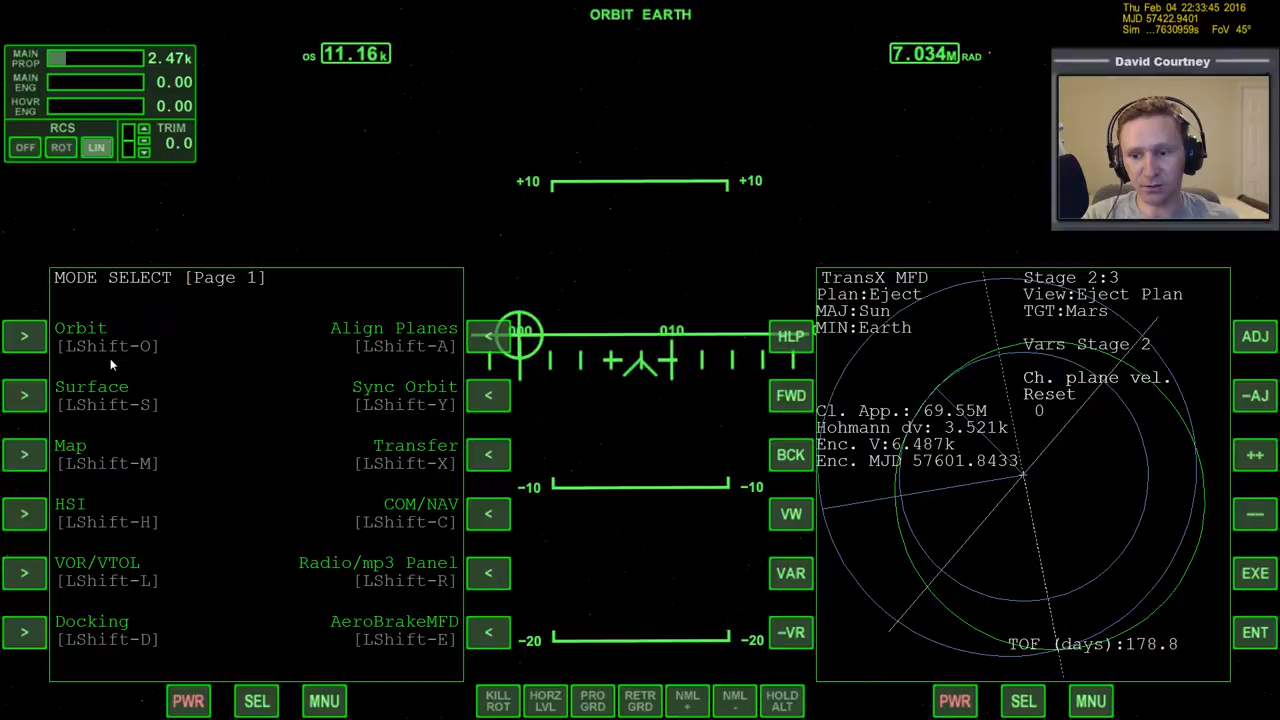 ORBIT EARTH
Thu Feb 04 22:33:45 2016
MJD 57422.9401
Sim ...7630959s FoV 45°
MAIN PROP 2.47k
MAIN ENG 0.00
HOVR ENG 0.00
RCS
TRIM
OFF ROT LIN 0.0
OS 11.16k
7.034M RAD
David Courtney
+10 +10
000 010
-10 -10
-20 -20
MODE SELECT [Page 1]
> Orbit Align Planes <
[LShift-O] [LShift-A]
> Surface Sync Orbit <
[LShift-S] [LShift-Y]
> Map Transfer <
[LShift-M] [LShift-X]
> HSI COM/NAV <
[LShift-H] [LShift-C]
> VOR/VTOL Radio/mp3 Panel <
[LShift-L] [LShift-R]
> Docking AeroBrakeMFD <
[LShift-D] [LShift-E]
PWR SEL MNU
KILL ROT
HORZ LVL
PRO GRD
RETR GRD
NML +
NML -
HOLD ALT
TransX MFD Stage 2:3
Plan:Eject View:Eject Plan
MAJ:Sun TGT:Mars
MIN:Earth
Vars Stage 2
Ch. plane vel.
Reset
0
Cl. App.: 69.55M
Hohmann dv: 3.521k
Enc. V:6.487k
Enc. MJD 57601.8433
TOF (days):178.8
HLP
FWD
BCK
VW
VAR
-VR
ADJ
-AJ
++
--
EXE
ENT
PWR SEL MNU